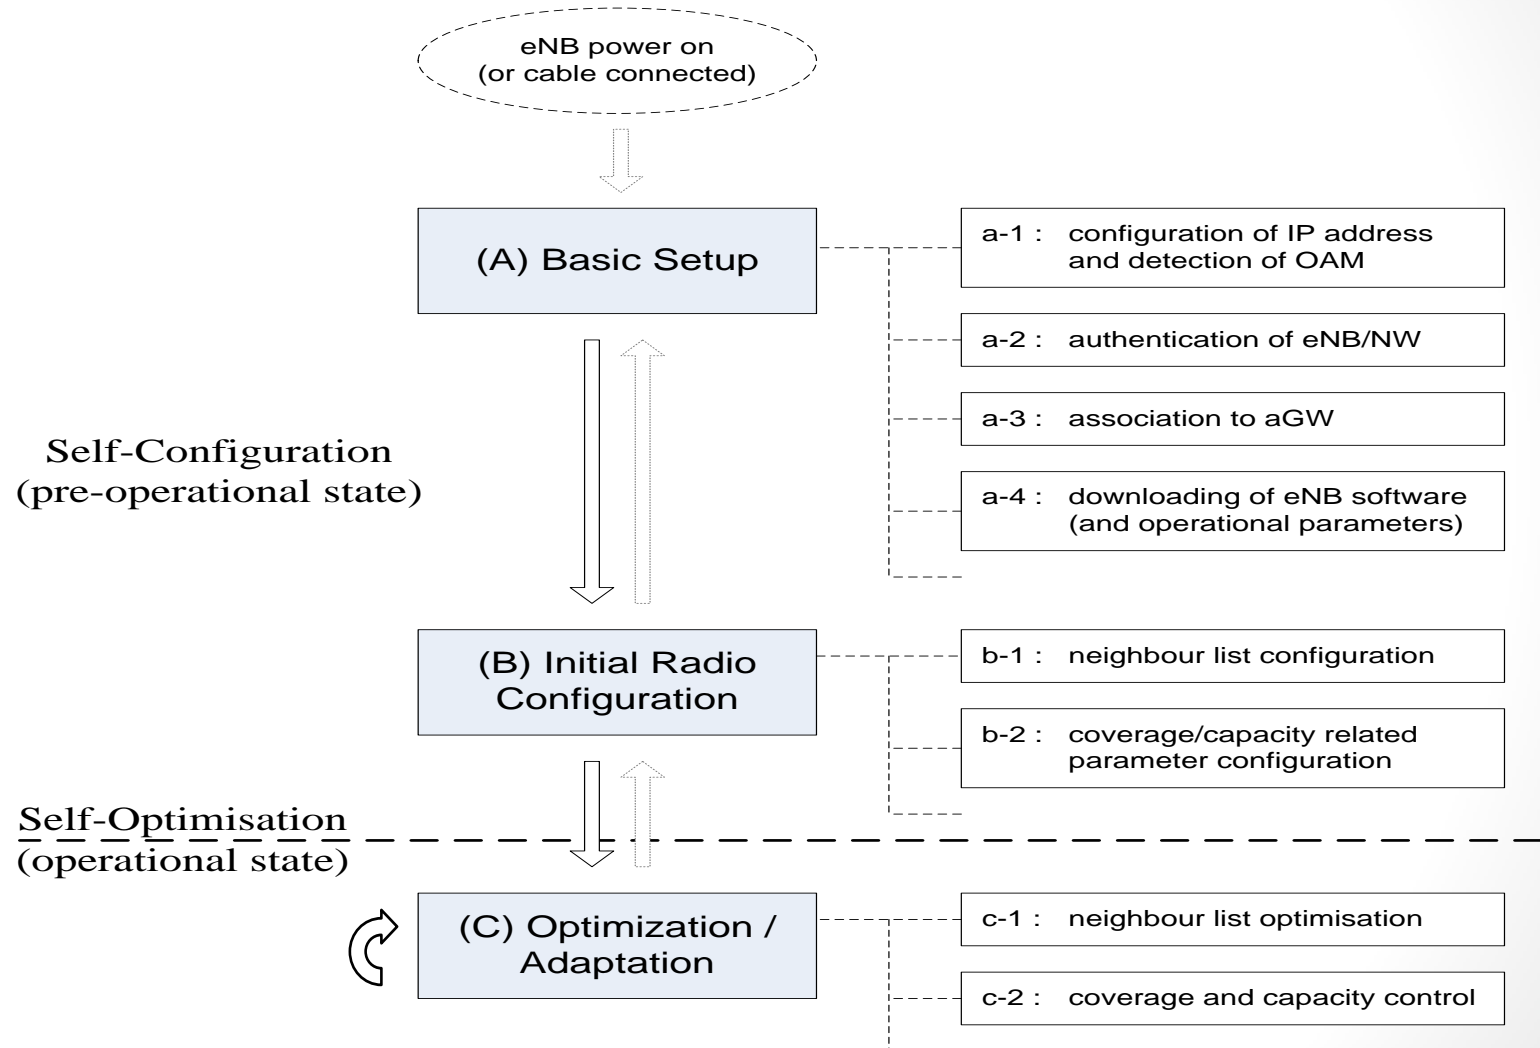 eNB power on
(or cable connected)
(A) Basic Setup
a-1 : configuration of IP address
and detection of OAM
a-2 : authentication of eNB/NW
a-3 : association to aGW
a-4 : downloading of eNB software
(and operational parameters)
Self-Configuration
(pre-operational state)
(B) Initial Radio
Configuration
b-1 : neighbour list configuration
b-2 : coverage/capacity related
parameter configuration
Self-Optimisation
(operational state)
(C) Optimization /
Adaptation
c-1 : neighbour list optimisation
c-2 : coverage and capacity control